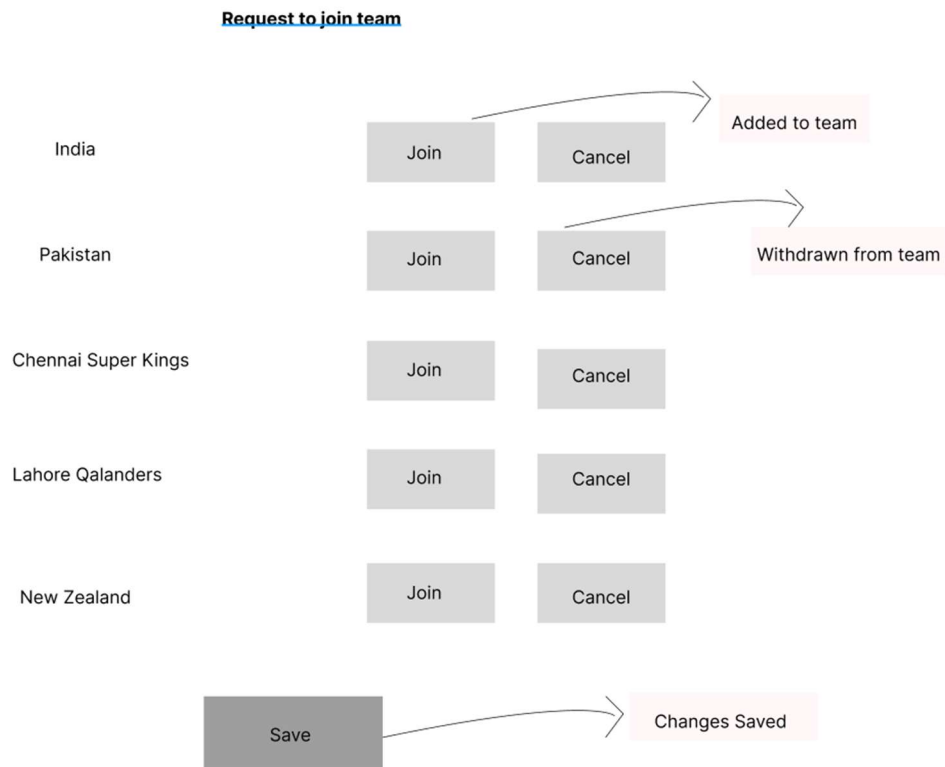 Request to join team
India
Join
Cancel
Added to team
Pakistan
Join
Cancel
Withdrawn from team
Chennai Super Kings
Join
Cancel
Lahore Qalanders
Join
Cancel
New Zealand
Join
Cancel
Save
Changes Saved